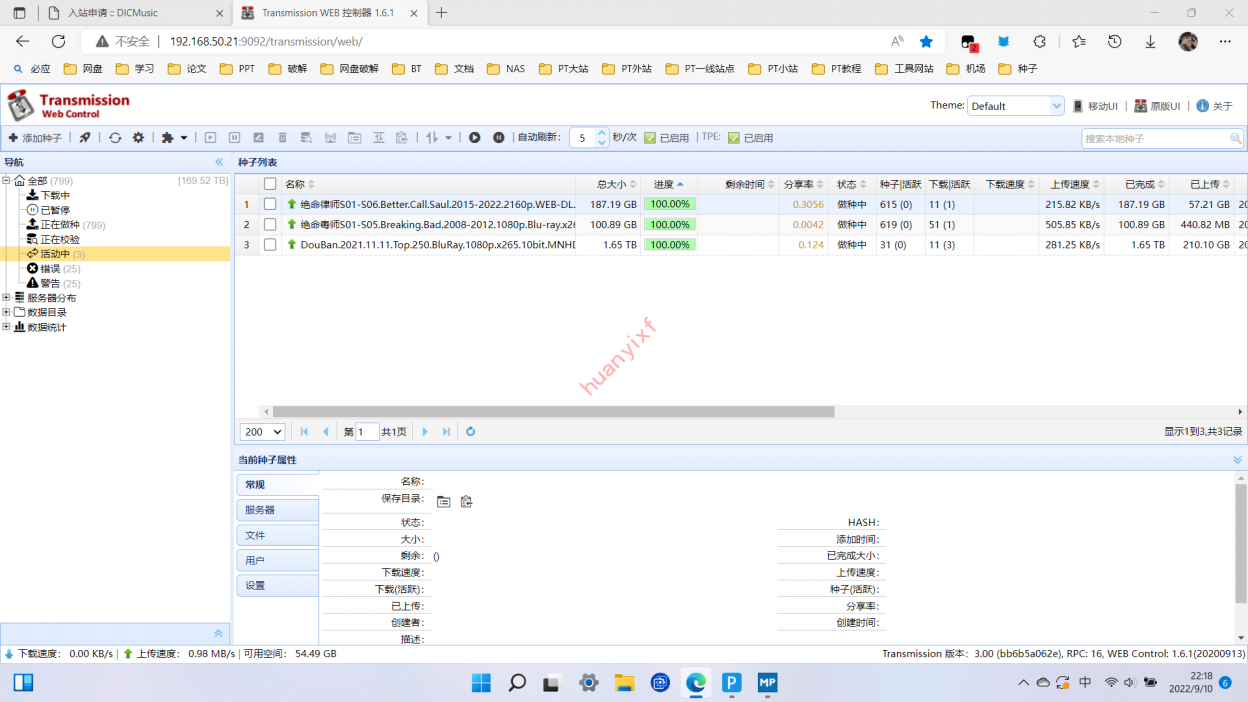 入站申请 :: DICMusic
Transmission WEB 控制器 1.6.1
不安全 192.168.50.21:9092/transmission/web/
2
必应 网盘 学习 论文 PPT 破解 网盘破解 BT 文档 NAS PT大站 PT外站 PT一线站点 PT小站 PT教程 工具网站 机场 种子
Transmission
Web Control
Theme: Default 移动UI | 原版UI | 关于
添加种子 自动刷新: 5 秒/次 已启用 TPE: 已启用 搜索本地种子
导航
全部 (799) [169.52 TB]
下载中
已暂停
正在做种 (799)
正在校验
活动中 (3)
错误 (25)
警告 (25)
服务器分布
数据目录
数据统计
种子列表
名称 总大小 进度 剩余时间 分享率 状态 种子|活跃 下载|活跃 下载速度 上传速度 已完成 已上传
1 绝命律师S01-S06.Better.Call.Saul.2015-2022.2160p.WEB-DL. 187.19 GB 100.00% 0.3056 做种中 615 (0) 11 (1) 215.82 KB/s 187.19 GB 57.21 GB 20
2 绝命毒师S01-S05.Breaking.Bad.2008-2012.1080p.Blu-ray.x26 100.89 GB 100.00% 0.0042 做种中 619 (0) 51 (1) 505.85 KB/s 100.89 GB 440.82 MB 20
3 DouBan.2021.11.11.Top.250.BluRay.1080p.x265.10bit.MNHD 1.65 TB 100.00% 0.124 做种中 31 (0) 11 (3) 281.25 KB/s 1.65 TB 210.10 GB 20
huanyixf
200 第 1 共1页 显示1到3,共3记录
当前种子属性
常规
服务器
文件
用户
设置
名称:
保存目录:
状态: HASH:
大小: 添加时间:
剩余: () 已完成大小:
下载速度: 上传速度:
下载(活跃): 种子(活跃):
已上传: 分享率:
创建者: 创建时间:
描述:
下载速度: 0.00 KB/s | 上传速度: 0.98 MB/s | 可用空间: 54.49 GB
Transmission 版本: 3.00 (bb6b5a062e), RPC: 16, WEB Control: 1.6.1(20200913)
P MP 中 22:18
2022/9/10 6